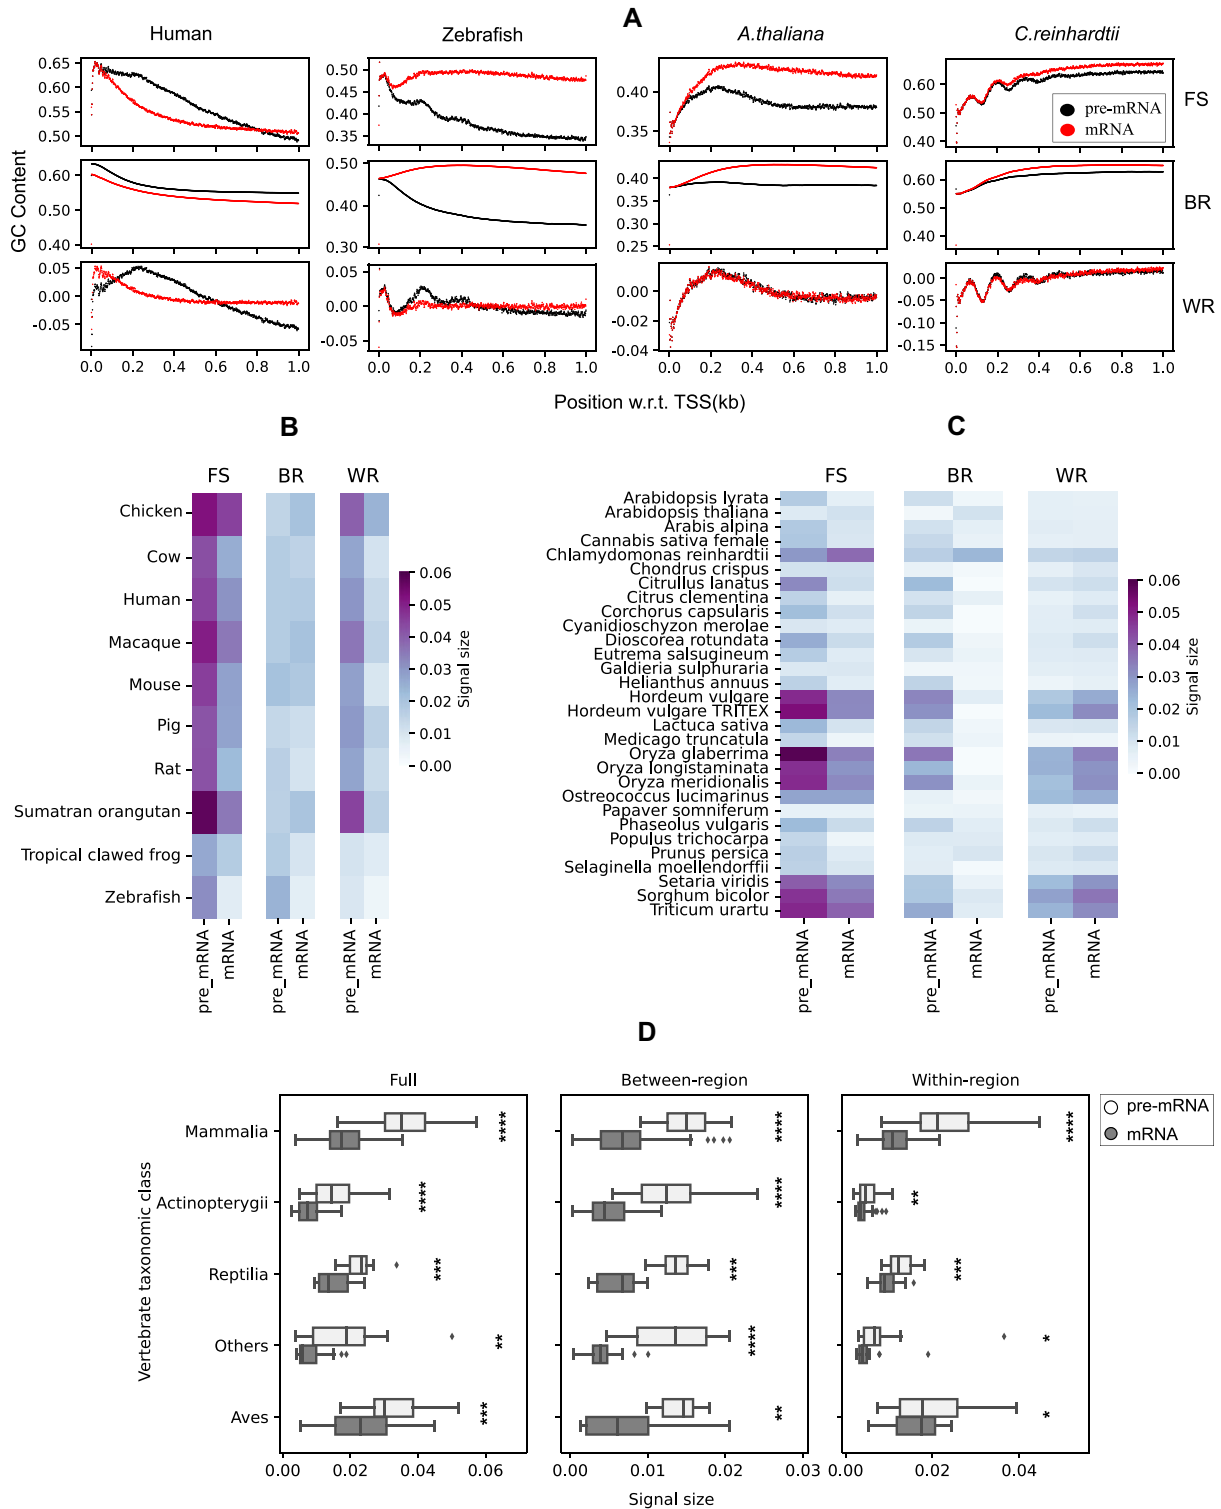 A
Human
Zebrafish
A.thaliana
C.reinhardtii
0.65
0.60
0.55
0.50
0.50
0.45
0.40
0.35
0.40
0.35
0.60
0.50
0.40
pre-mRNA
mRNA
FS
GC Content
0.60
0.50
0.40
0.50
0.40
0.30
0.40
0.35
0.30
0.25
0.60
0.50
0.40
BR
0.05
0.00
-0.05
0.05
0.00
-0.05
0.00
-0.02
-0.04
0.00
-0.05
-0.10
-0.15
WR
0.0 0.2 0.4 0.6 0.8 1.0
0.0 0.2 0.4 0.6 0.8 1.0
0.0 0.2 0.4 0.6 0.8 1.0
0.0 0.2 0.4 0.6 0.8 1.0
Position w.r.t. TSS(kb)
B
FS BR WR
Chicken
Cow
Human
Macaque
Mouse
Pig
Rat
Sumatran orangutan
Tropical clawed frog
Zebrafish
pre_mRNA
mRNA
pre_mRNA
mRNA
pre_mRNA
mRNA
0.06
0.05
0.04
0.03
0.02
0.01
0.00
Signal size
C
FS BR WR
Arabidopsis lyrata
Arabidopsis thaliana
Arabis alpina
Cannabis sativa female
Chlamydomonas reinhardtii
Chondrus crispus
Citrullus lanatus
Citrus clementina
Corchorus capsularis
Cyanidioschyzon merolae
Dioscorea rotundata
Eutrema salsugineum
Galdieria sulphuraria
Helianthus annuus
Hordeum vulgare
Hordeum vulgare TRITEX
Lactuca sativa
Medicago truncatula
Oryza glaberrima
Oryza longistaminata
Oryza meridionalis
Ostreococcus lucimarinus
Papaver somniferum
Phaseolus vulgaris
Populus trichocarpa
Prunus persica
Selaginella moellendorffii
Setaria viridis
Sorghum bicolor
Triticum urartu
pre_mRNA
mRNA
pre_mRNA
mRNA
pre_mRNA
mRNA
0.06
0.05
0.04
0.03
0.02
0.01
0.00
Signal size
D
Full
Between-region
Within-region
pre-mRNA
mRNA
Vertebrate taxonomic class
Mammalia
****
****
****
Actinopterygii
****
****
**
Reptilia
***
***
***
Others
**
****
*
Aves
***
**
*
0.00 0.02 0.04 0.06
0.00 0.01 0.02 0.03
0.00 0.02 0.04
Signal size